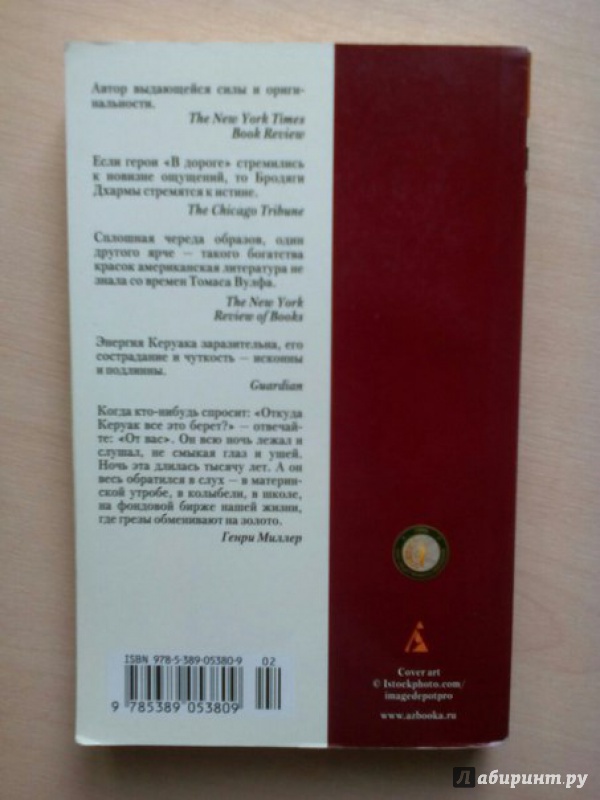 Автор выдающейся силы и ориги-
нальности.
The New York Times
Book Review
Если герои «В дороге» стремились
к новизне ощущений, то Бродяги
Дхармы стремятся к истине.
The Chicago Tribune
Сплошная череда образов, один
другого ярче — такого богатства
красок американская литература не
знала со времен Томаса Вулфа.
The New York
Review of Books
Энергия Керуака заразительна, его
сострадание и чуткость — исконны
и подлинны.
Guardian
Когда кто-нибудь спросит: «Откуда
Керуак все это берет?» — отвечай-
те: «От вас». Он всю ночь лежал и
слушал, не смыкая глаз и ушей.
Ночь эта длилась тысячу лет. А он
весь обратился в слух — в материн-
ской утробе, в колыбели, в школе,
на фондовой бирже нашей жизни,
где грезы обменивают на золото.
Генри Миллер
ISBN 978-5-389-05380-9
02
9 785389 053809
Cover art
© Istockphoto.com/
imagedepotpro
www.azbooka.ru
Лабиринт.ру